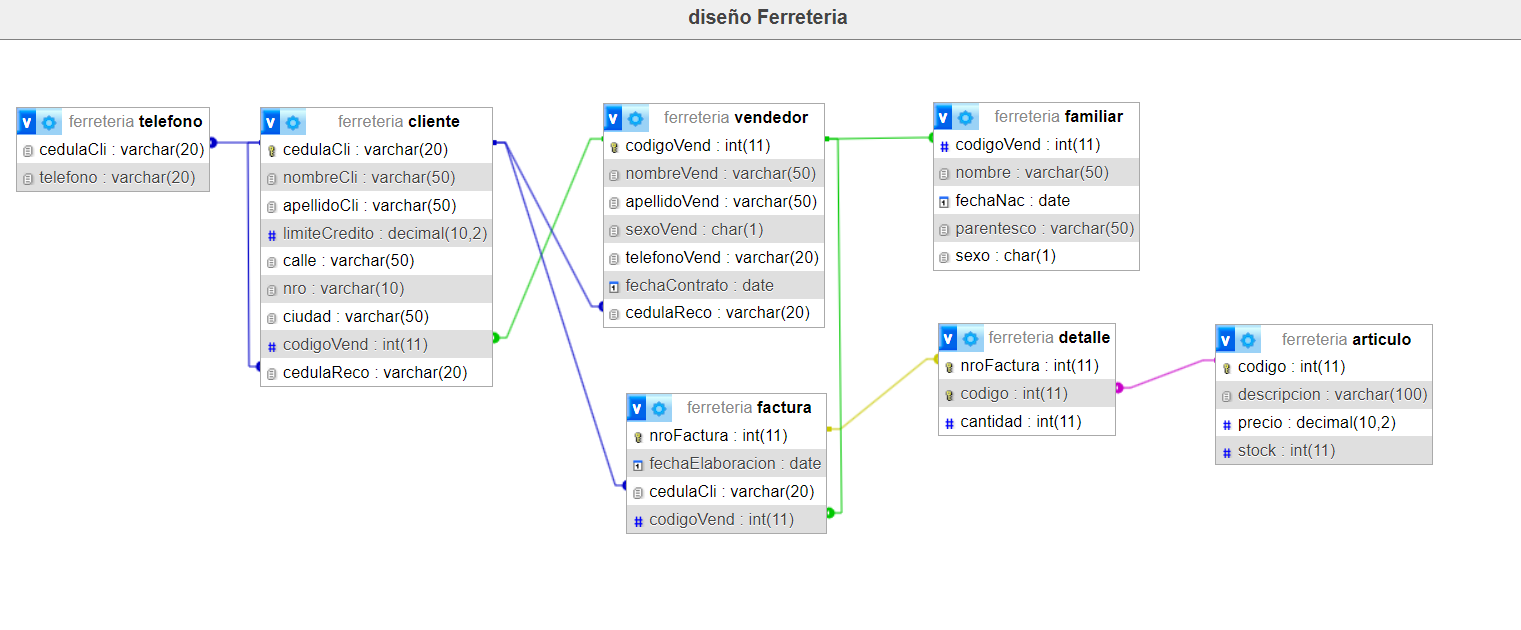 diseño Ferreteria
v ferreteria telefono
cedulaCli : varchar(20)
telefono : varchar(20)
v ferreteria cliente
cedulaCli : varchar(20)
nombreCli : varchar(50)
apellidoCli : varchar(50)
# limiteCredito : decimal(10,2)
calle : varchar(50)
nro : varchar(10)
ciudad : varchar(50)
# codigoVend : int(11)
cedulaReco : varchar(20)
v ferreteria vendedor
codigoVend : int(11)
nombreVend : varchar(50)
apellidoVend : varchar(50)
sexoVend : char(1)
telefonoVend : varchar(20)
fechaContrato : date
cedulaReco : varchar(20)
v ferreteria familiar
# codigoVend : int(11)
nombre : varchar(50)
fechaNac : date
parentesco : varchar(50)
sexo : char(1)
v ferreteria factura
nroFactura : int(11)
fechaElaboracion : date
cedulaCli : varchar(20)
# codigoVend : int(11)
v ferreteria detalle
nroFactura : int(11)
codigo : int(11)
# cantidad : int(11)
v ferreteria articulo
codigo : int(11)
descripcion : varchar(100)
# precio : decimal(10,2)
# stock : int(11)